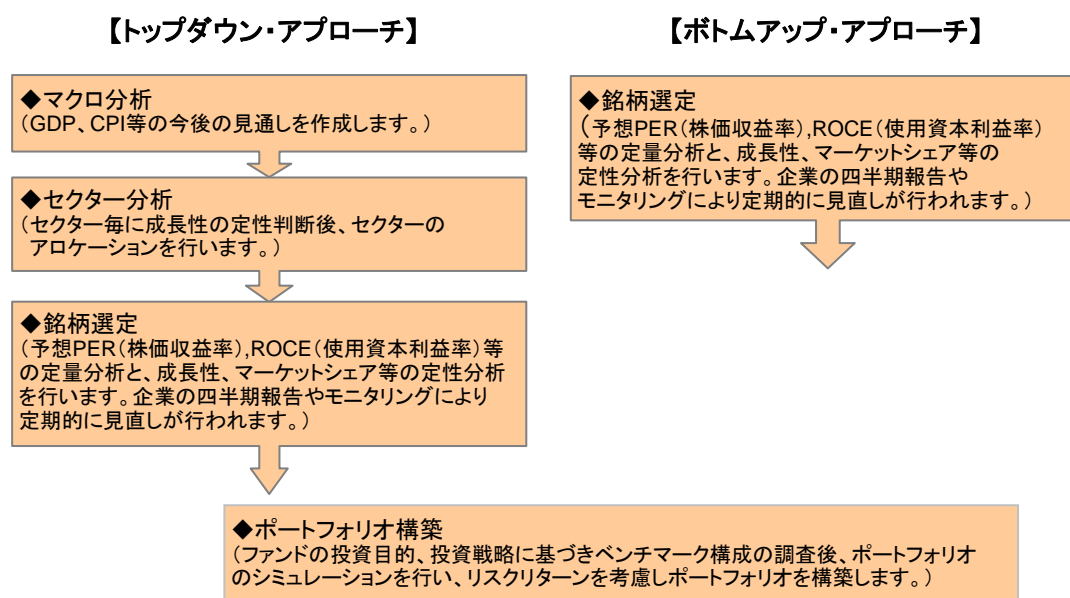 【トップダウン・アプローチ】
◆マクロ分析
(GDP、CPI等の今後の見通しを作成します。)
◆セクター分析
(セクター毎に成長性の定性判断後、セクターの
アロケーションを行います。)
◆銘柄選定
(予想PER(株価収益率),ROCE(使用資本利益率)等
の定量分析と、成長性、マーケットシェア等の定性分析
を行います。企業の四半期報告やモニタリングにより
定期的に見直しが行われます。)
【ボトムアップ・アプローチ】
◆銘柄選定
(予想PER(株価収益率),ROCE(使用資本利益率)
等の定量分析と、成長性、マーケットシェア等の
定性分析を行います。企業の四半期報告や
モニタリングにより定期的に見直しが行われます。)
◆ポートフォリオ構築
(ファンドの投資目的、投資戦略に基づきベンチマーク構成の調査後、ポートフォリオ
のシミュレーションを行い、リスクリターンを考慮しポートフォリオを構築します。)